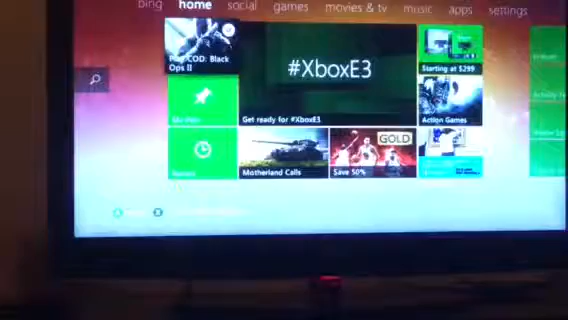 bing home social games movies & tv music apps settings
Play COD: Black
Ops II
#XboxE3
Get ready for #XboxE3
Starting at $299
Action Games
Motherland Calls
GOLD
Save 50%